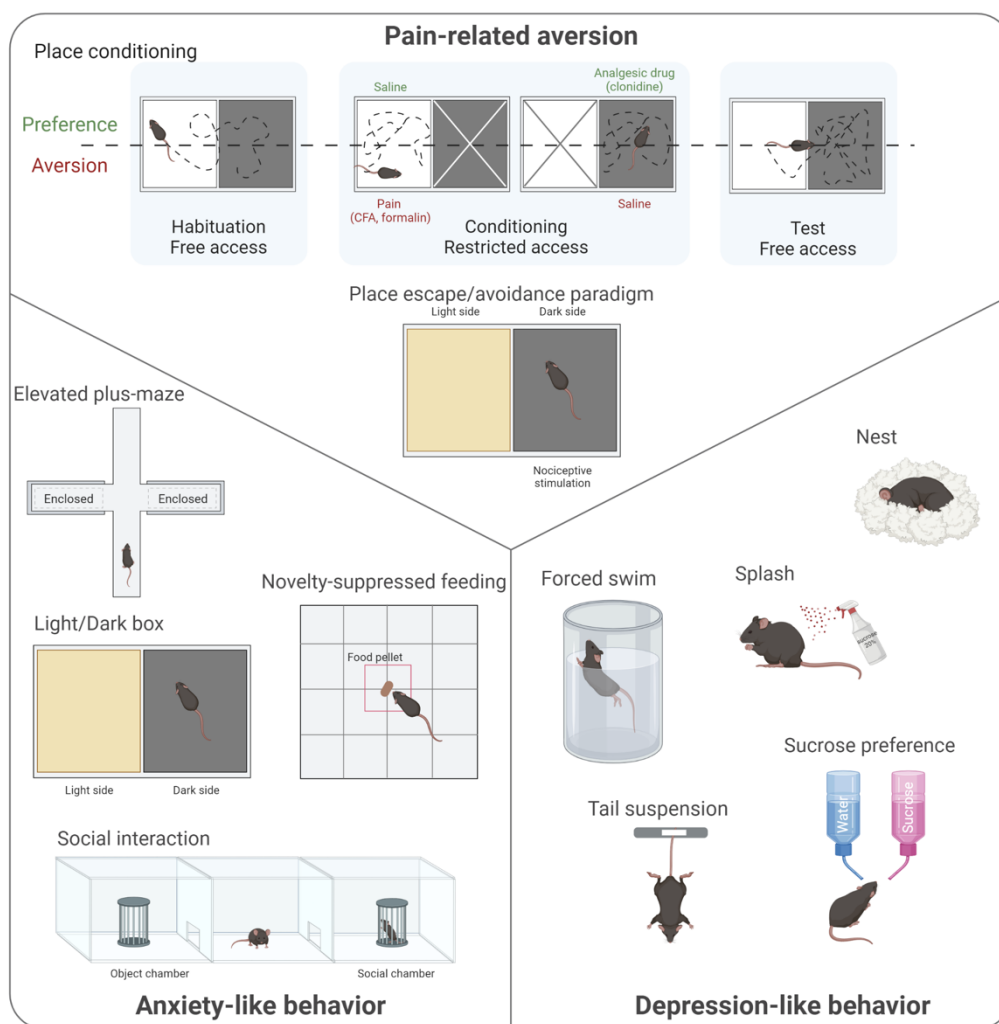 Pain-related aversion
Place conditioning
Preference
Aversion
Saline
Pain
(CFA, formalin)
Analgesic drug
(clonidine)
Saline
Habituation
Free access
Conditioning
Restricted access
Test
Free access
Place escape/avoidance paradigm
Light side
Dark side
Nociceptive
stimulation
Elevated plus-maze
Enclosed
Enclosed
Light/Dark box
Light side
Dark side
Novelty-suppressed feeding
Food pellet
Social interaction
Object chamber
Social chamber
Anxiety-like behavior
Nest
Forced swim
Splash
sucrose
20%
Sucrose preference
Water
Sucrose
Tail suspension
Depression-like behavior